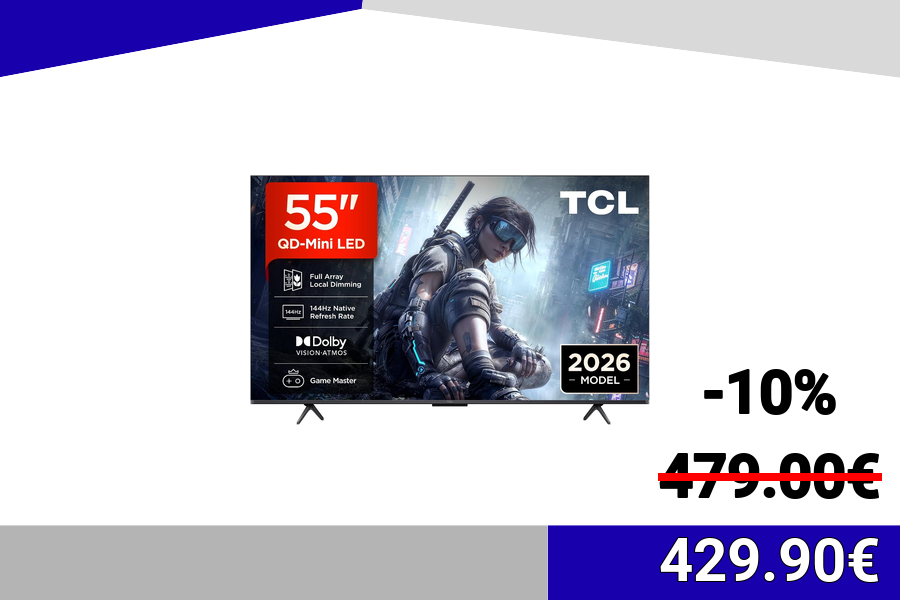 55"
QD-Mini LED
Full Array
Local Dimming
144Hz
144Hz Native
Refresh Rate
Dolby
VISION·ATMOS
Game Master
TCL
2026
MODEL
-10%
479.00€
429.90€